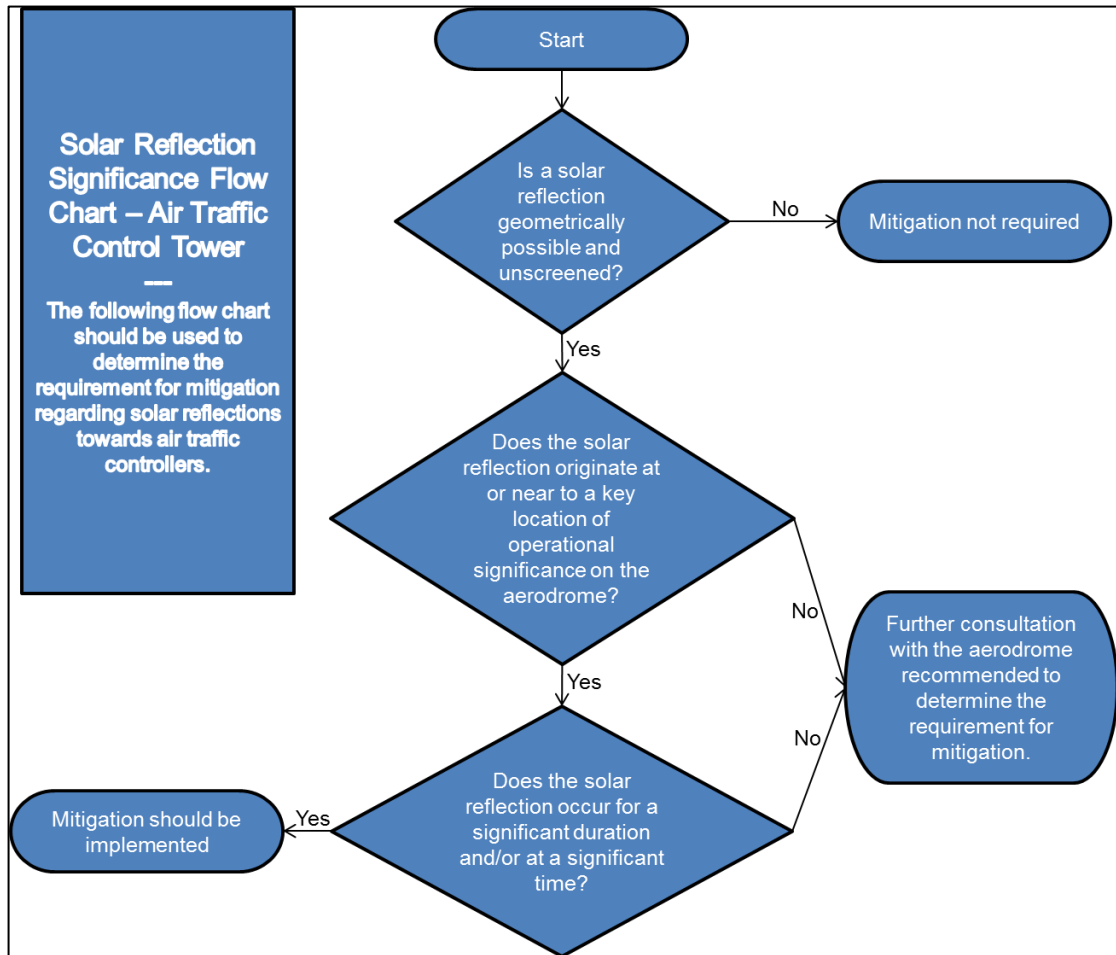 Solar Reflection
Significance Flow
Chart – Air Traffic
Control Tower
---
The following flow chart
should be used to
determine the
requirement for mitigation
regarding solar reflections
towards air traffic
controllers.
Start
Is a solar
reflection
geometrically
possible and
unscreened?
No
Mitigation not required
Yes
Does the solar
reflection originate at
or near to a key
location of
operational
significance on the
aerodrome?
No
Further consultation
with the aerodrome
recommended to
determine the
requirement for
mitigation.
Yes
No
Does the solar
reflection occur for a
significant duration
and/or at a significant
time?
Yes
Mitigation should be
implemented